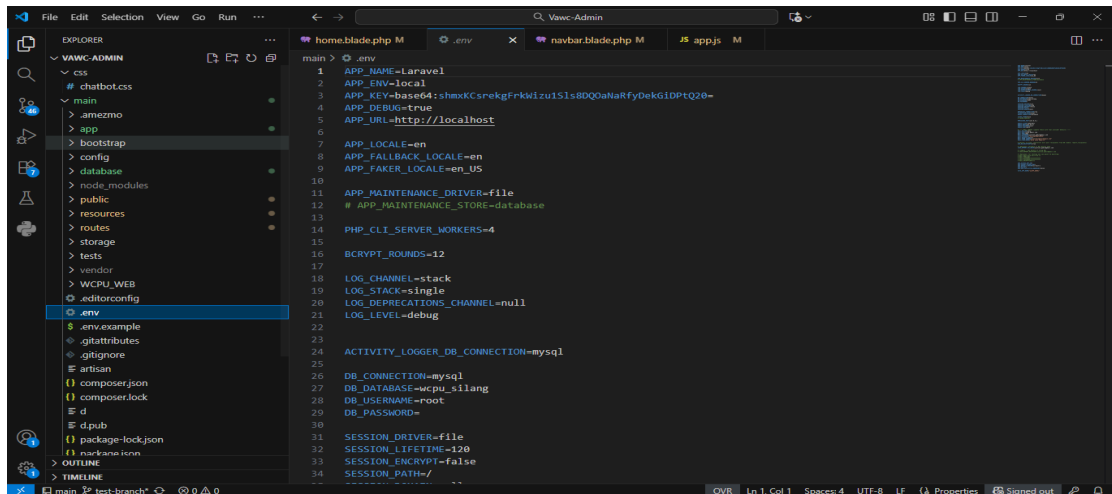 File Edit Selection View Go Run ···
Vawc-Admin
EXPLORER
home.blade.php M
.env
navbar.blade.php M
JS app.js M
VAWC-ADMIN
main > .env
css
# chatbot.css
main
> .amezmo
> app
> bootstrap
> config
> database
> node_modules
> public
> resources
> routes
> storage
> tests
> vendor
> WCPU_WEB
.editorconfig
.env
$ .env.example
.gitattributes
.gitignore
artisan
{} composer.json
{} composer.lock
d
d.pub
{} package-lock.json
{} package.json
> OUTLINE
> TIMELINE
46
7
1
1
1 APP_NAME=Laravel
2 APP_ENV=local
3 APP_KEY=base64:shmxKCsrekgFrkWizu1Sls8DQOaNaRfyDekGiDPtQ20=
4 APP_DEBUG=true
5 APP_URL=http://localhost
6
7 APP_LOCALE=en
8 APP_FALLBACK_LOCALE=en
9 APP_FAKER_LOCALE=en_US
10
11 APP_MAINTENANCE_DRIVER=file
12 # APP_MAINTENANCE_STORE=database
13
14 PHP_CLI_SERVER_WORKERS=4
15
16 BCRYPT_ROUNDS=12
17
18 LOG_CHANNEL=stack
19 LOG_STACK=single
20 LOG_DEPRECATIONS_CHANNEL=null
21 LOG_LEVEL=debug
22
23
24 ACTIVITY_LOGGER_DB_CONNECTION=mysql
25
26 DB_CONNECTION=mysql
27 DB_DATABASE=wcpu_silang
28 DB_USERNAME=root
29 DB_PASSWORD=
30
31 SESSION_DRIVER=file
32 SESSION_LIFETIME=120
33 SESSION_ENCRYPT=false
34 SESSION_PATH=/
main test-branch* 0 0 OVR Ln 1, Col 1 Spaces: 4 UTF-8 LF Properties Signed out